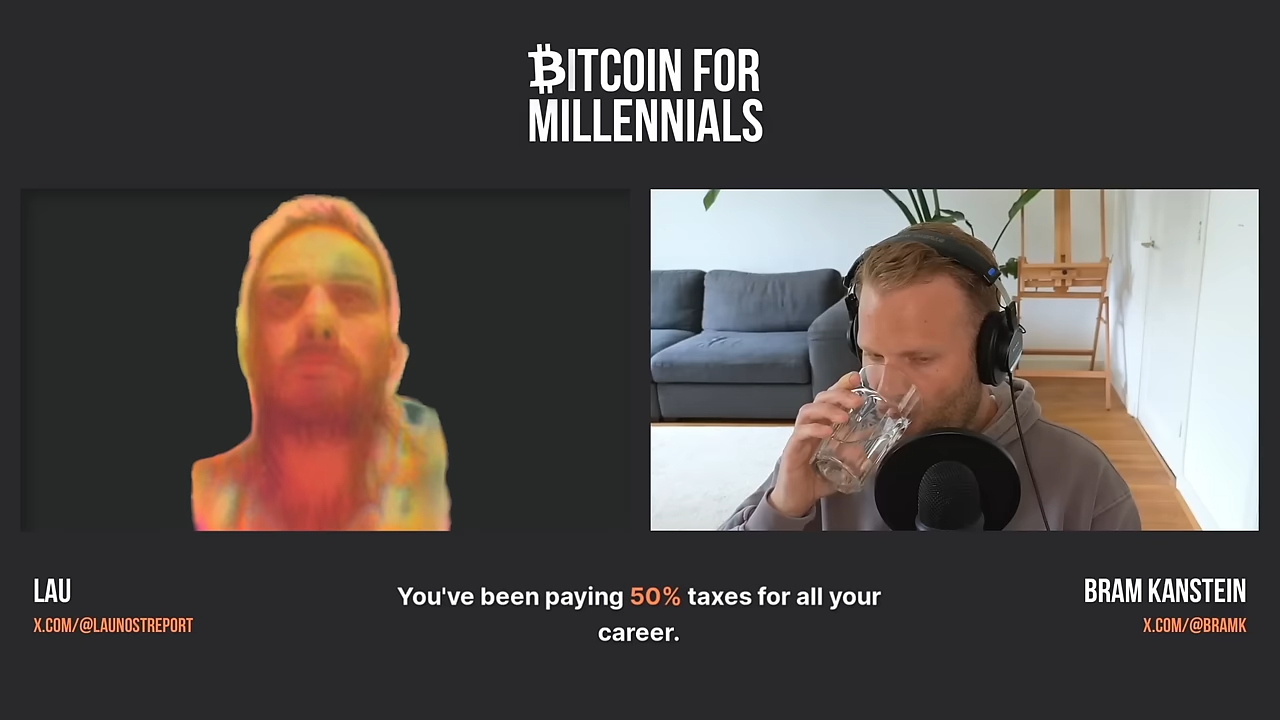 ₿ITCOIN FOR
MILLENNIALS
LAU
X.COM/@LAUNOSTREPORT
You've been paying 50% taxes for all your
career.
BRAM KANSTEIN
X.COM/@BRAMK